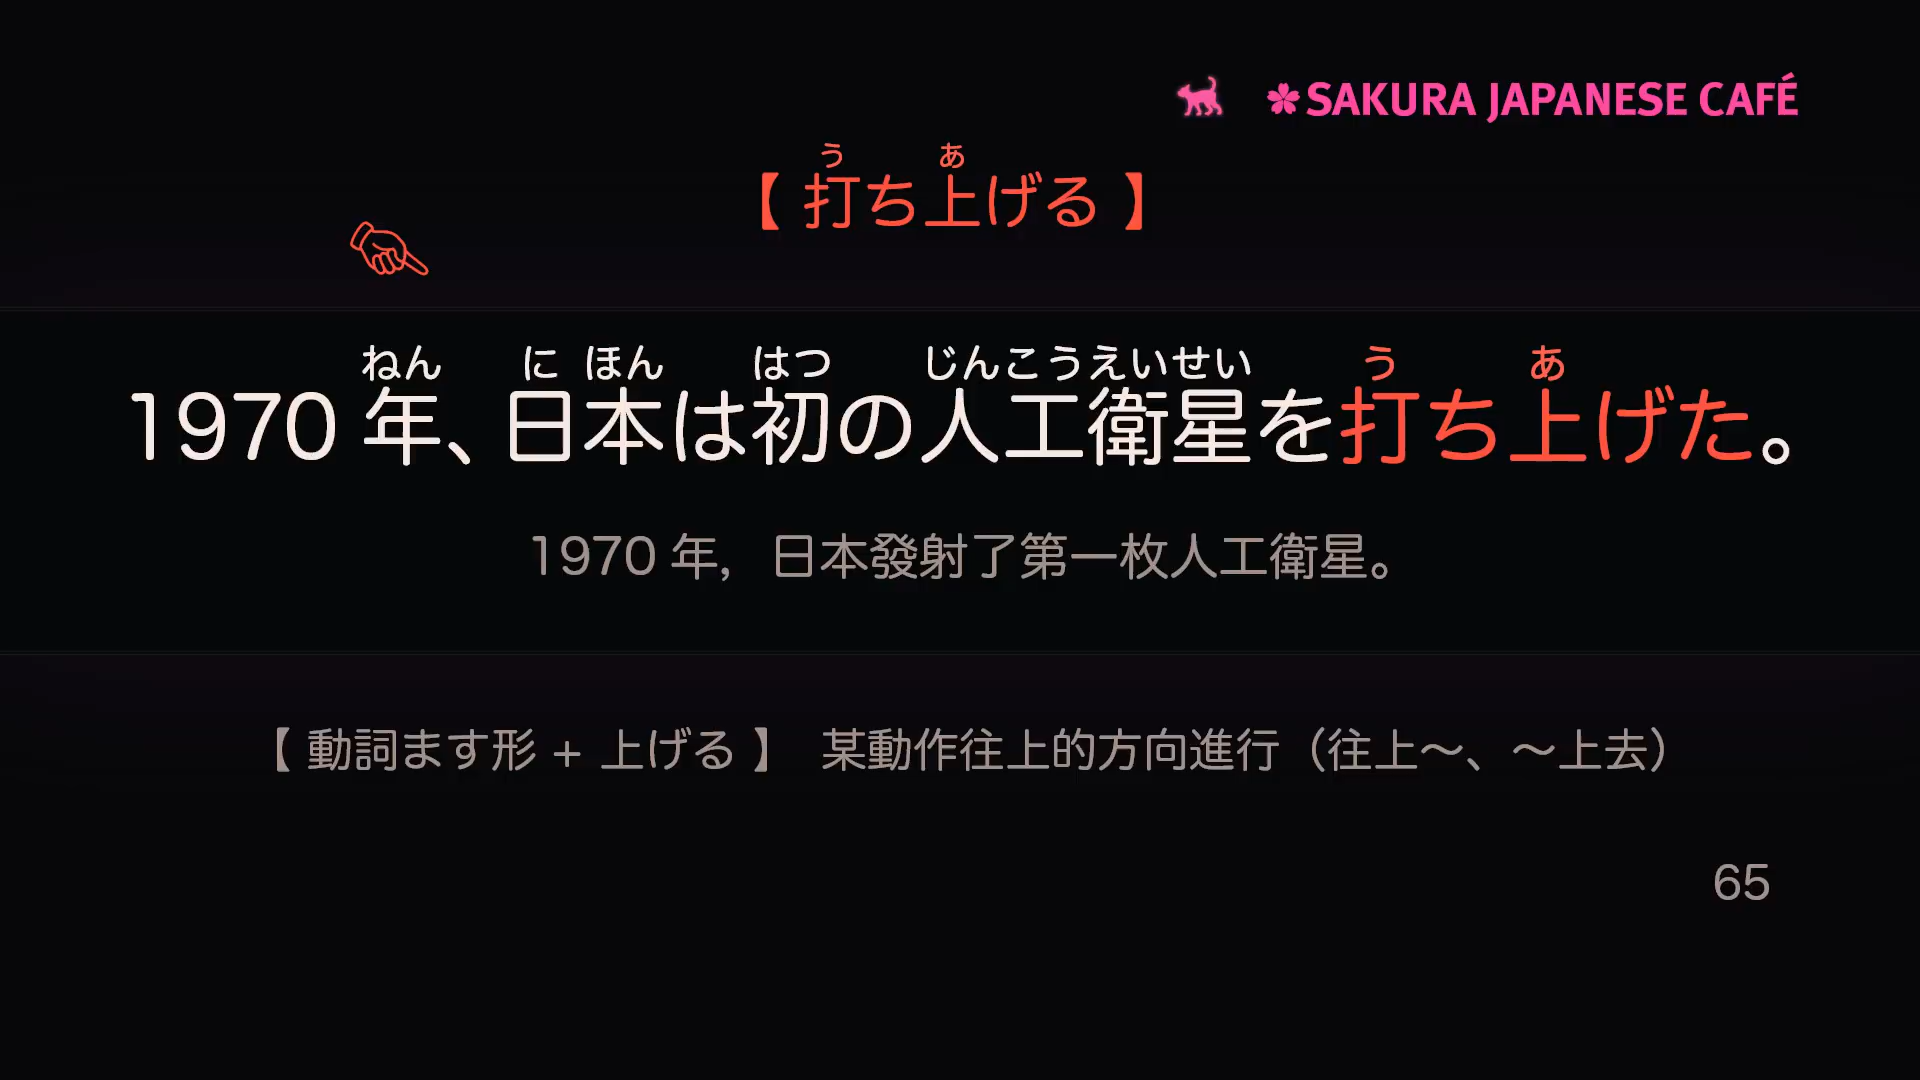 SAKURA JAPANESE CAFÉ
う あ
【 打ち上げる 】
ねん に ほん はつ じんこうえいせい う あ
1970 年、日本は初の人工衛星を打ち上げた。
1970 年，日本發射了第一枚人工衛星。
【 動詞ます形 + 上げる 】 某動作往上的方向進行（往上～、～上去）
65